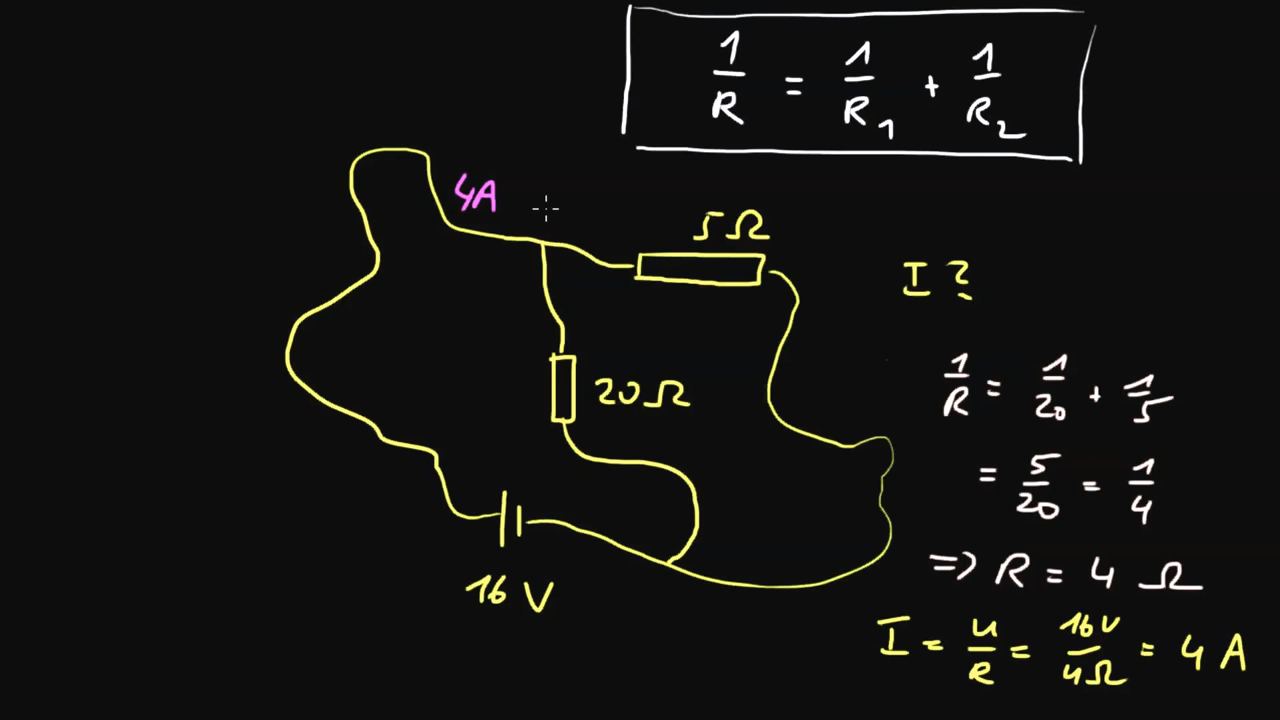 1/R = 1/R₁ + 1/R₂
4A
5Ω
I ?
20Ω
1/R = 1/20 + 1/5
= 5/20 = 1/4
=> R = 4 Ω
16 V
I = U/R = 16V/4Ω = 4 A